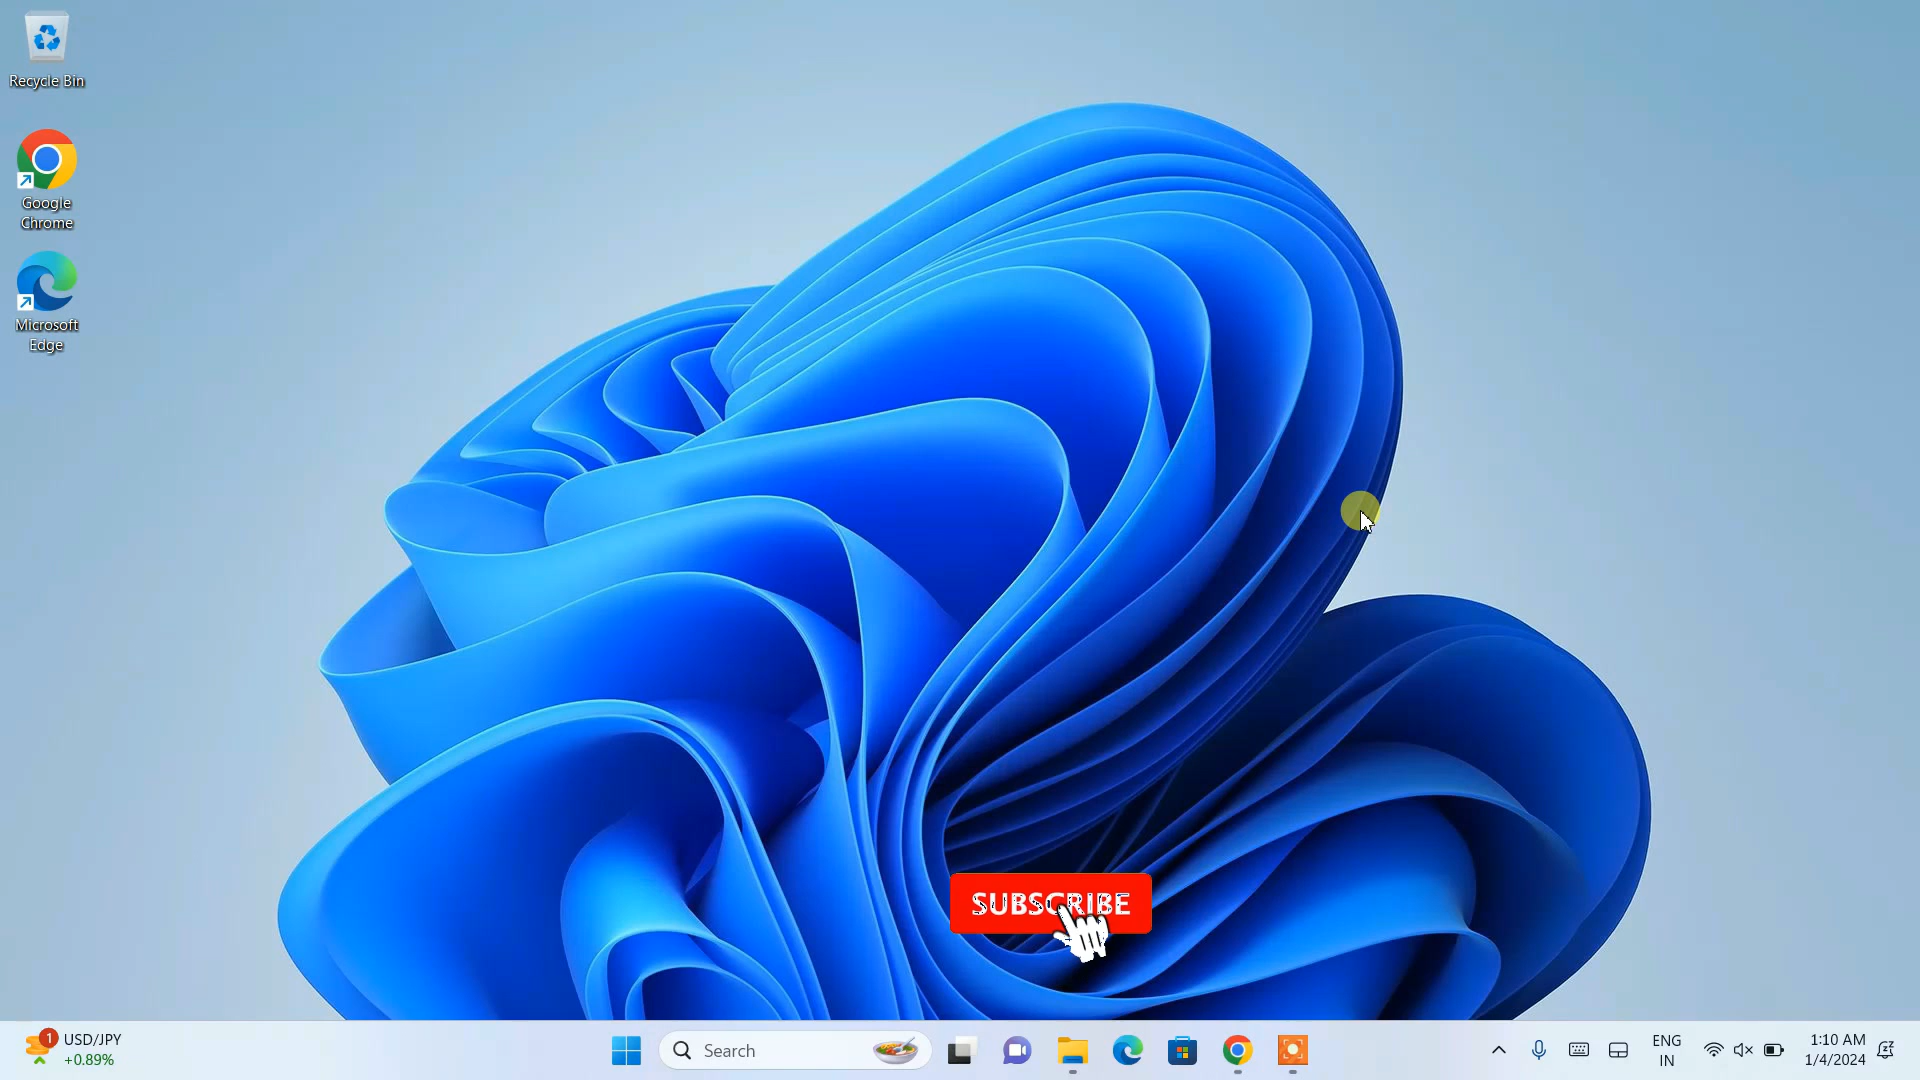 Recycle Bin
Google
Chrome
Microsoft
Edge
SUBSCRIBE
1
USD/JPY
+0.89%
Search
ENG
IN
1:10 AM
1/4/2024